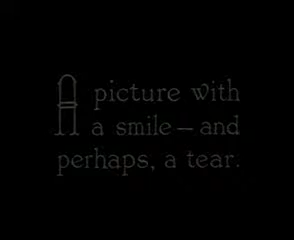 A picture with
a smile — and
perhaps, a tear.